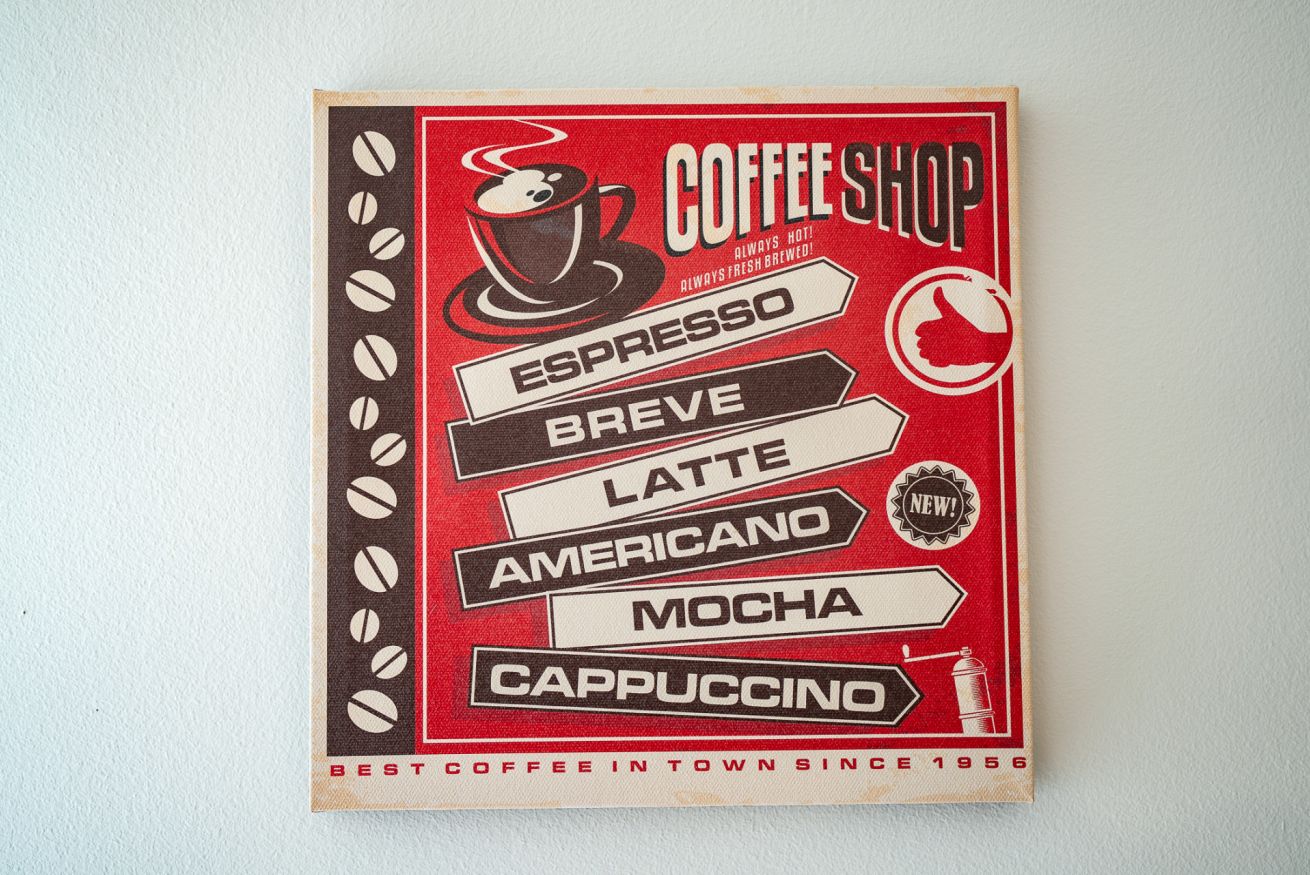 COFFEE SHOP
ALWAYS HOT!
ALWAYS FRESH BREWED!
ESPRESSO
BREVE
LATTE
AMERICANO
NEW!
MOCHA
CAPPUCCINO
BEST COFFEE IN TOWN SINCE 1956